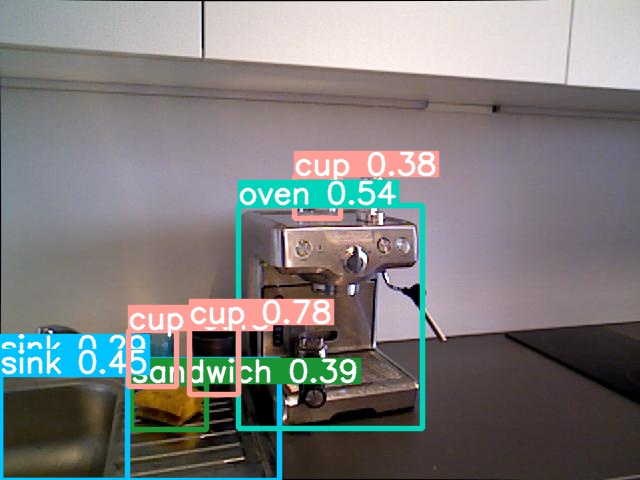 cup 0.38
oven 0.54
cup 0.78
cup
sink 0.29
sink 0.45
sandwich 0.39